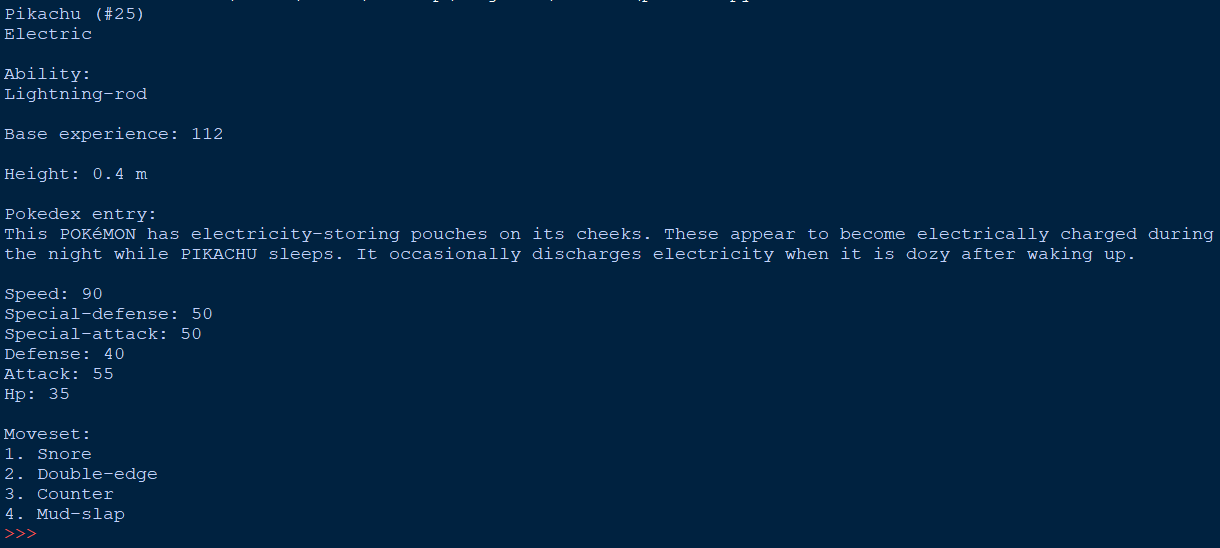 Pikachu (#25)
Electric
Ability:
Lightning-rod
Base experience: 112
Height: 0.4 m
Pokedex entry:
This POKéMON has electricity-storing pouches on its cheeks. These appear to become electrically charged during
the night while PIKACHU sleeps. It occasionally discharges electricity when it is dozy after waking up.
Speed: 90
Special-defense: 50
Special-attack: 50
Defense: 40
Attack: 55
Hp: 35
Moveset:
1. Snore
2. Double-edge
3. Counter
4. Mud-slap
>>>